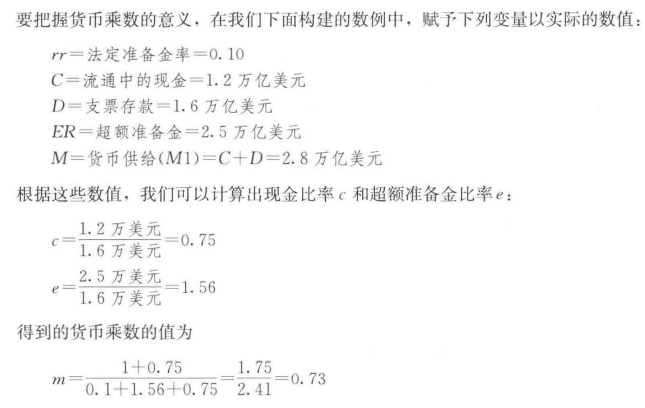 要把握货币乘数的意义，在我们下面构建的数例中，赋予下列变量以实际的数值：
rr=法定准备金率=0.10
C=流通中的现金=1.2 万亿美元
D=支票存款=1.6 万亿美元
ER=超额准备金=2.5 万亿美元
M=货币供给(M1)=C+D=2.8 万亿美元
根据这些数值，我们可以计算出现金比率 c 和超额准备金比率 e：
c=1.2 万美元/1.6 万美元=0.75
e=2.5 万美元/1.6 万美元=1.56
得到的货币乘数的值为
m=1+0.75/0.1+1.56+0.75=1.75/2.41=0.73